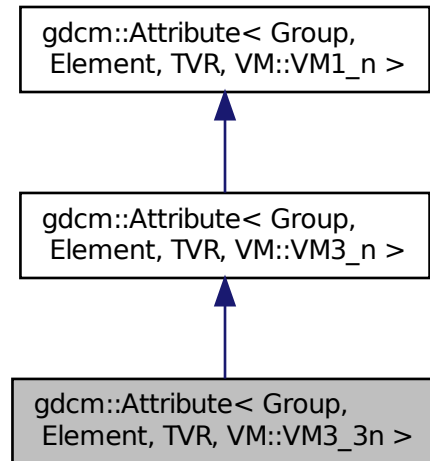 gdcm::Attribute< Group,
Element, TVR, VM::VM1_n >
gdcm::Attribute< Group,
Element, TVR, VM::VM3_n >
gdcm::Attribute< Group,
Element, TVR, VM::VM3_3n >